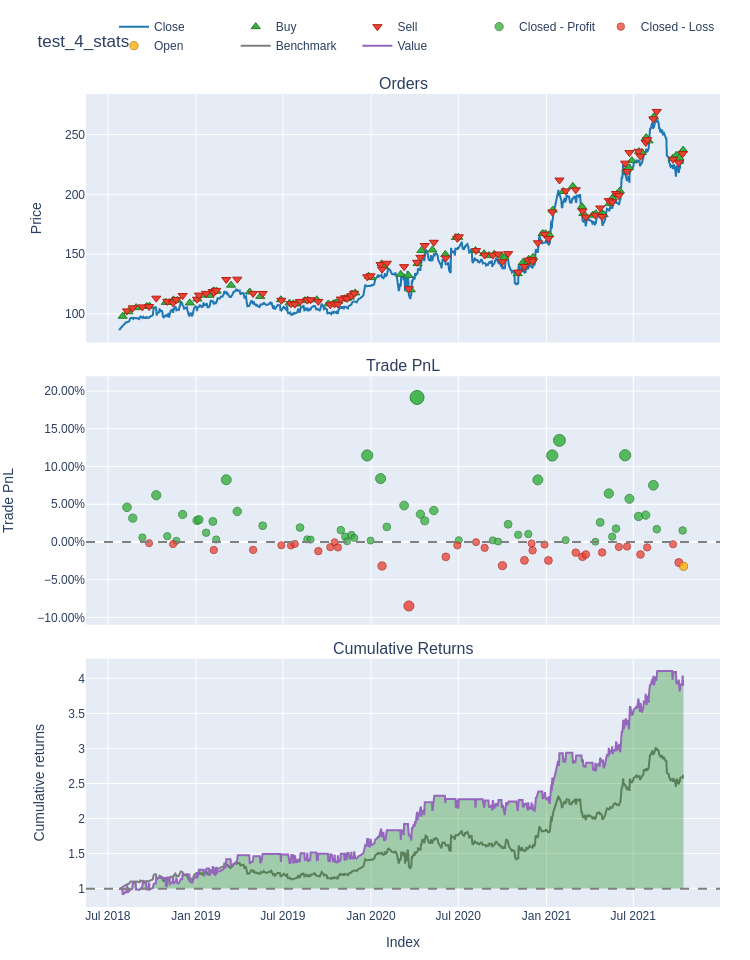 test_4_stats
Close
Buy
Sell
Closed - Profit
Closed - Loss
Open
Benchmark
Value
Orders
Price
250
200
150
100
Trade PnL
Trade PnL
20.00%
15.00%
10.00%
5.00%
0.00%
−5.00%
−10.00%
Cumulative Returns
Cumulative returns
4
3.5
3
2.5
2
1.5
1
Jul 2018
Jan 2019
Jul 2019
Jan 2020
Jul 2020
Jan 2021
Jul 2021
Index